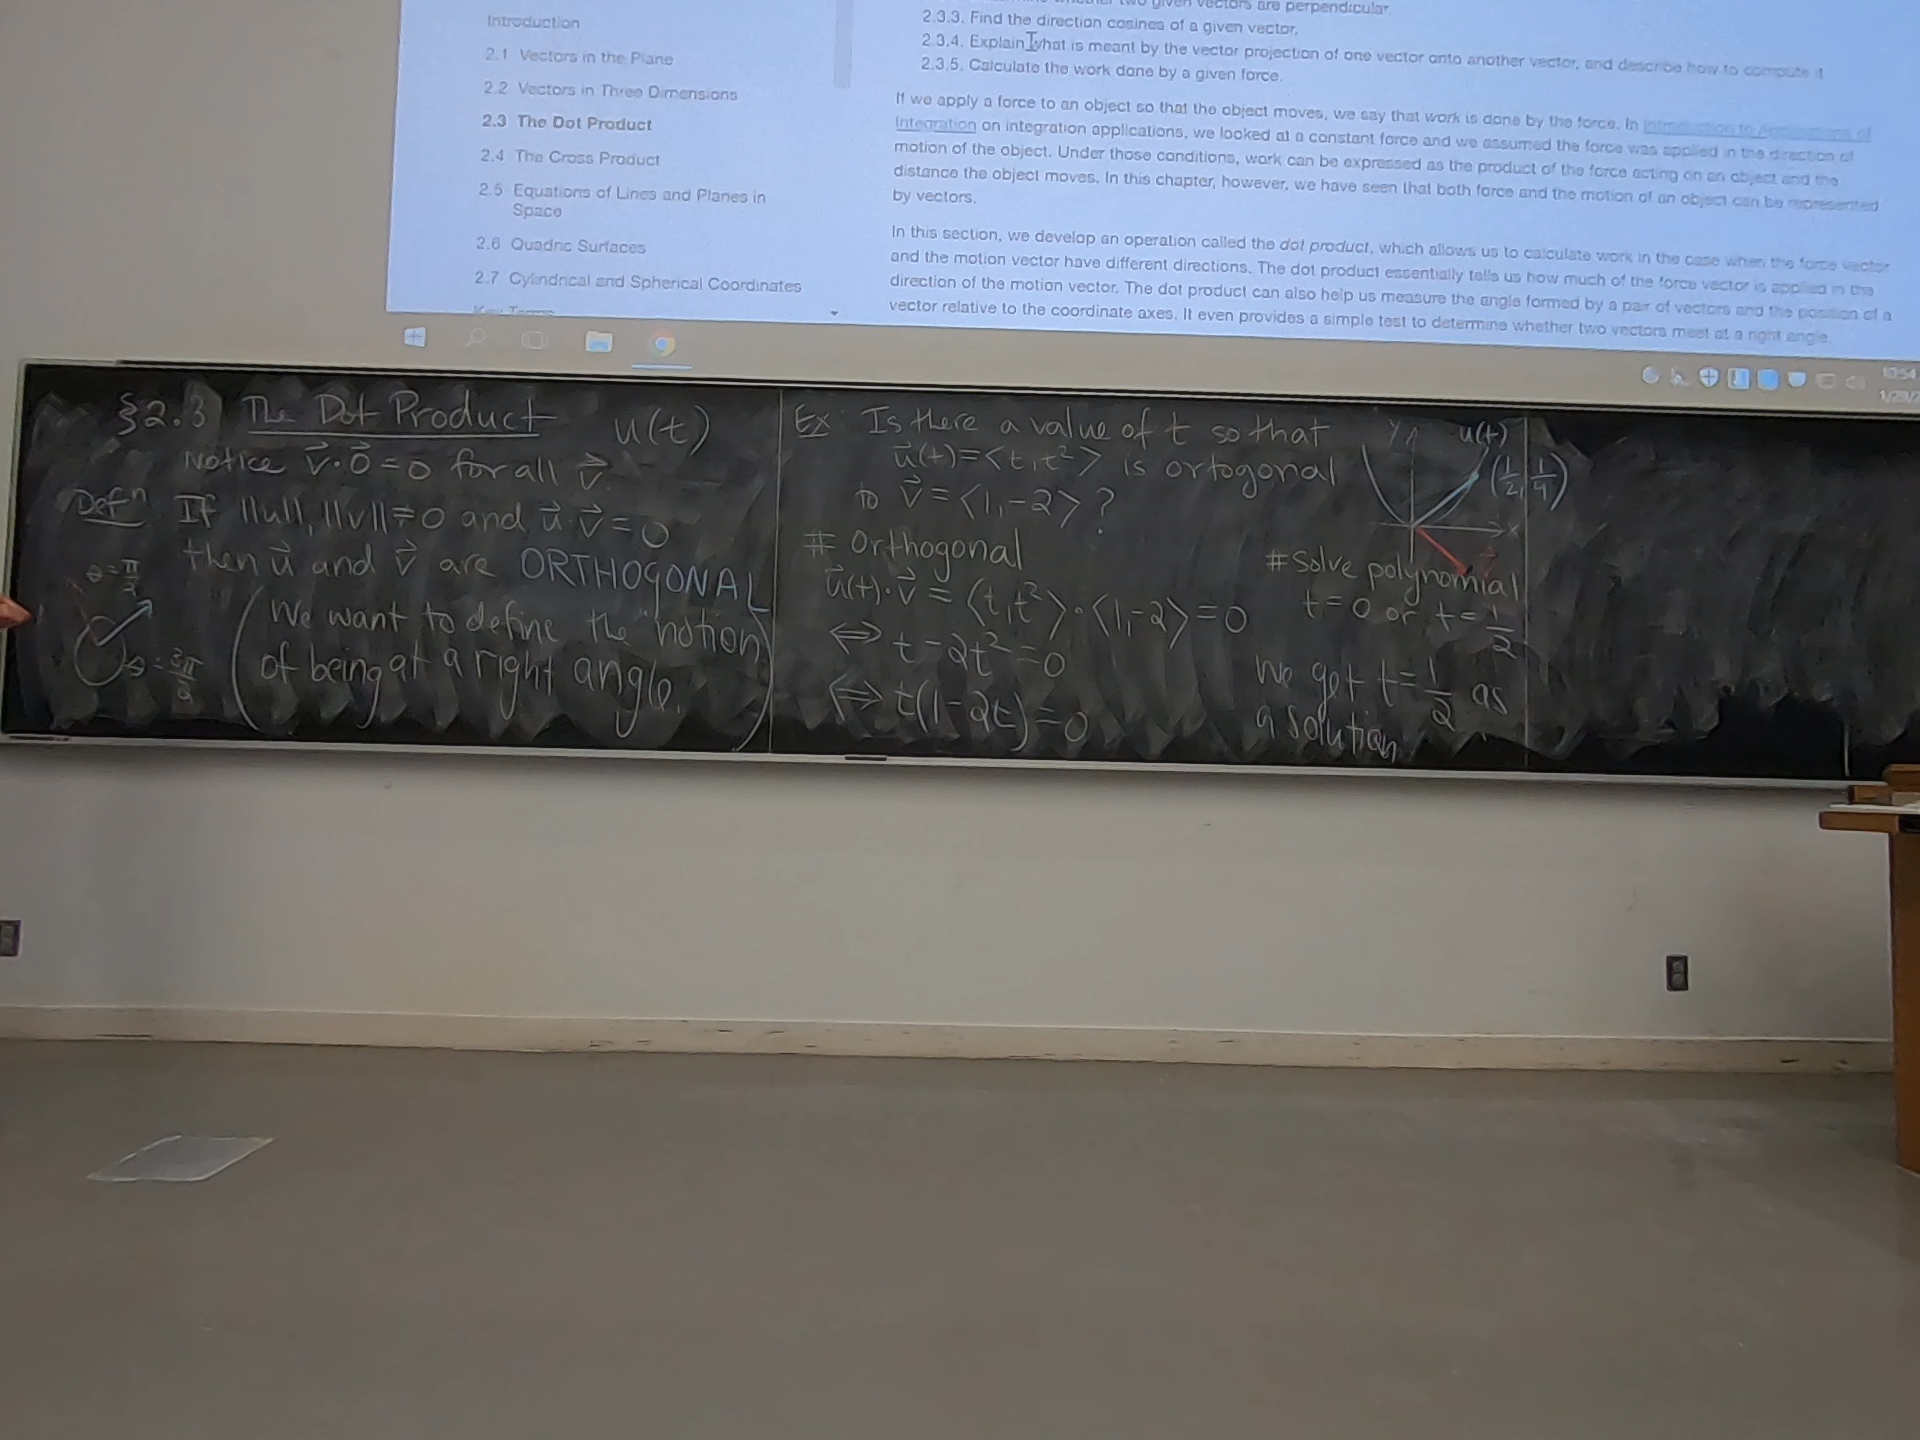 Introduction
2.1 Vectors in the Plane
2.2 Vectors in Three Dimensions
2.3 The Dot Product
2.4 The Cross Product
2.5 Equations of Lines and Planes in
Space
2.6 Quadric Surfaces
2.7 Cylindrical and Spherical Coordinates
Key Terms
whether two given vectors are perpendicular.
2.3.3. Find the direction cosines of a given vector.
2.3.4. Explain what is meant by the vector projection of one vector onto another vector, and describe how to compute it
2.3.5. Calculate the work done by a given force.
If we apply a force to an object so that the object moves, we say that work is done by the force. In Introduction to Applications of
Integration on integration applications, we looked at a constant force and we assumed the force was applied in the direction of
motion of the object. Under those conditions, work can be expressed as the product of the force acting on an object and the
distance the object moves. In this chapter, however, we have seen that both force and the motion of an object can be represented
by vectors.
In this section, we develop an operation called the dot product, which allows us to calculate work in the case when the force vector
and the motion vector have different directions. The dot product essentially tells us how much of the force vector is applied in the
direction of the motion vector. The dot product can also help us measure the angle formed by a pair of vectors and the position of a
vector relative to the coordinate axes. It even provides a simple test to determine whether two vectors meet at a right angle.
10:54
§2.3 The Dot Product u(t)
Notice v⃗·0⃗=0 for all v⃗.
Defⁿ If ||u||, ||v||≠0 and u⃗·v⃗=0
then u⃗ and v⃗ are ORTHOGONAL
θ=π/2
θ=3π/2
(We want to define the "notion
of being at a right angle.)
Ex: Is there a value of t so that
u⃗(t)=<t,t²> is ortogonal
to v⃗=<1,-2>?
# Orthogonal
u⃗(t)·v⃗=<t,t²>·<1,-2>=0
⇔ t-2t²=0
⇔ t(1-2t)=0
y u(t)
(1/2, 1/4)
x
v⃗
# Solve polynomial
t=0 or t=1/2
We get t=1/2 as
a solution